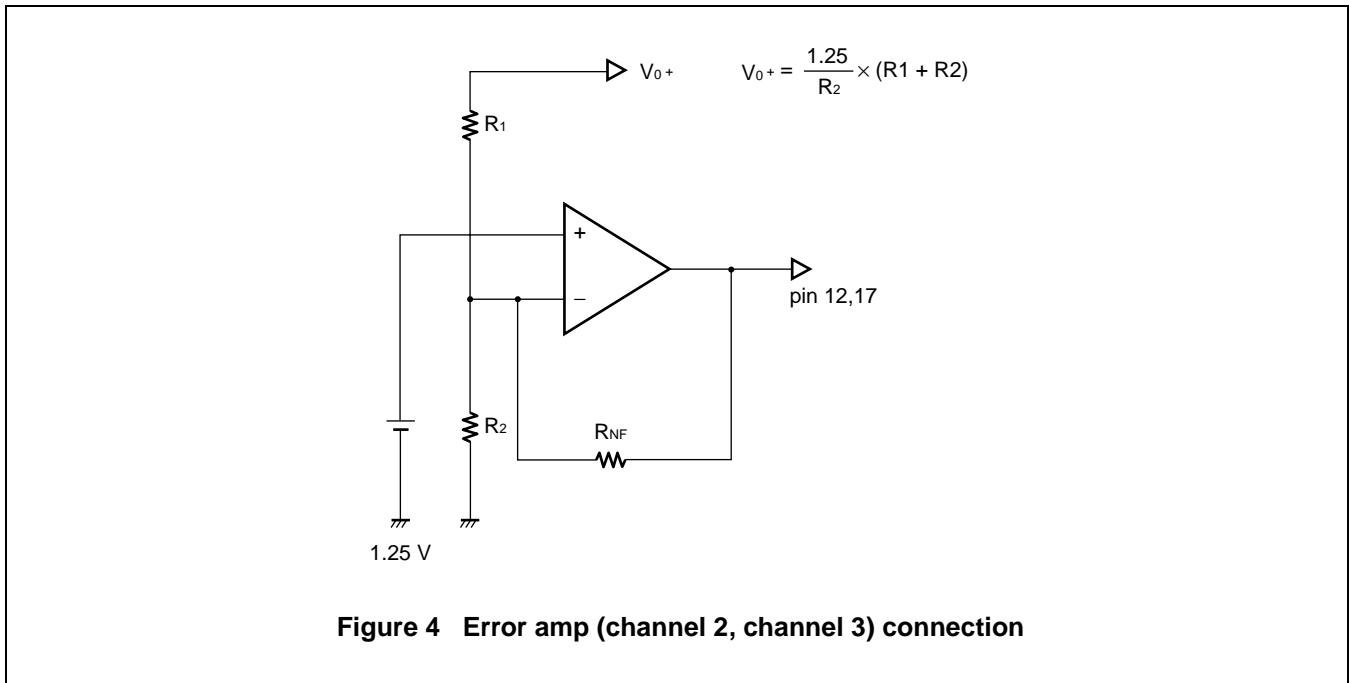 V0 +
V0 + = 1.25 / R2 × (R1 + R2)
R1
+
−
pin 12,17
R2
RNF
1.25 V
Figure 4 Error amp (channel 2, channel 3) connection